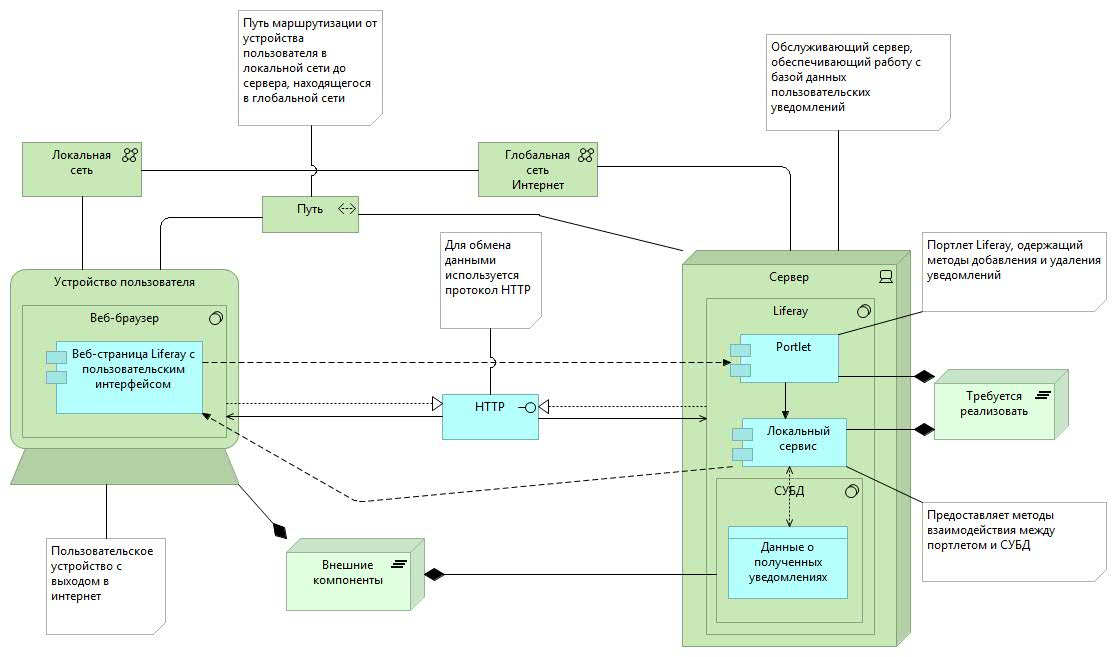 Путь маршрутизации от
устройства
пользователя в
локальной сети до
сервера, находящегося
в глобальной сети
Обслуживающий сервер,
обеспечивающий работу с
базой данных
пользовательских
уведомлений
Локальная
сеть
Глобальная
сеть
Интернет
Путь
Для обмена
данными
используется
протокол HTTP
Портлет Liferay, одержащий
методы добавления и удаления
уведомлений
Устройство пользователя
Веб-браузер
Веб-страница Liferay с
пользовательским
интерфейсом
Сервер
Liferay
Portlet
HTTP
Требуется
реализовать
Локальный
сервис
СУБД
Данные о
полученных
уведомлениях
Предоставляет методы
взаимодействия между
портлетом и СУБД
Пользовательское
устройство с
выходом в
интернет
Внешние
компоненты